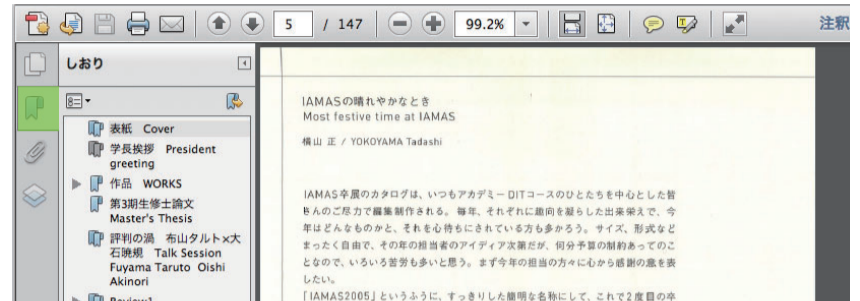 5 / 147
99.2%
注釈
しおり
表紙 Cover
学長挨拶 President
greeting
作品 WORKS
第3期生修士論文
Master's Thesis
評判の渦 布山タルト×大
石暁規 Talk Session
Fuyama Taruto Oishi
Akinori
Review1
IAMASの晴れやかなとき
Most festive time at IAMAS
横山 正 / YOKOYAMA Tadashi
IAMAS卒展のカタログは、いつもアカデミーDITコースのひとたちを中心とした皆
さんのご尽力で編集制作される。毎年、それぞれに趣向を凝らした出来栄えで、今
年はどんなものかと、それを心待ちにされている方も多かろう。サイズ、形式など
まったく自由で、その年の担当者のアイディア次第だが、何分予算の制約あってのこ
となので、いろいろ苦労も多いと思う。まず今年の担当の方々に心から感謝の意を表
したい。
「IAMAS2005」というふうに、すっきりした簡明な名称にして、これで2度目の卒